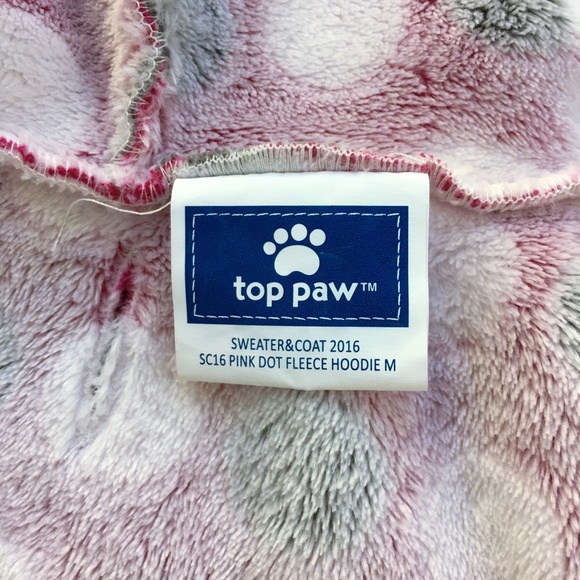 top paw™
SWEATER&COAT 2016
SC16 PINK DOT FLEECE HOODIE M